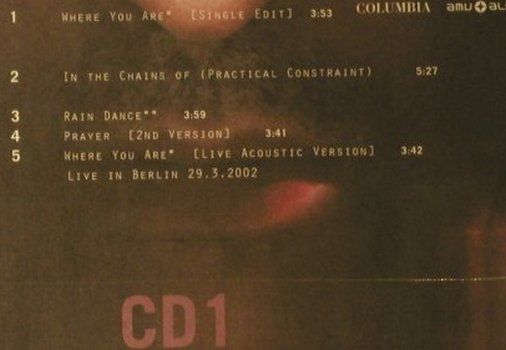 1 Where You Are* [Single Edit] 3:53 COLUMBIA amv
2 In the Chains of (Practical Constraint) 5:27
3 Rain Dance** 3:59
4 Prayer [2nd Version] 3:41
5 Where You Are* [Live Acoustic Version] 3:42
Live in Berlin 29.3.2002
CD1